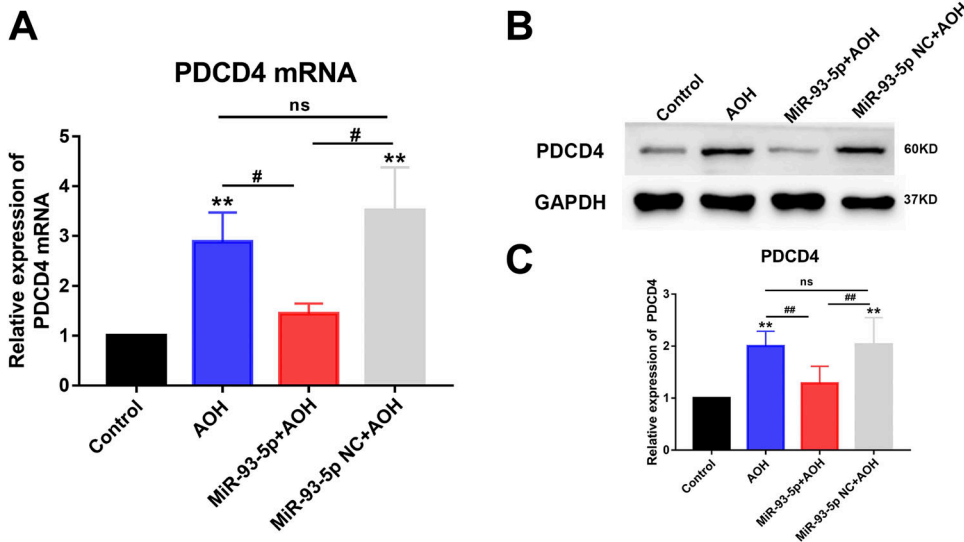 A
PDCD4 mRNA
ns
#
#
**
**
Relative expression of
PDCD4 mRNA
5
4
3
2
1
0
Control
AOH
MiR-93-5p+AOH
MiR-93-5p NC+AOH
B
Control
AOH
MiR-93-5p+AOH
MiR-93-5p NC+AOH
PDCD4
60KD
GAPDH
37KD
C
PDCD4
ns
##
##
**
**
Relative expression of PDCD4
3
2
1
0
Control
AOH
MiR-93-5p+AOH
MiR-93-5p NC+AOH